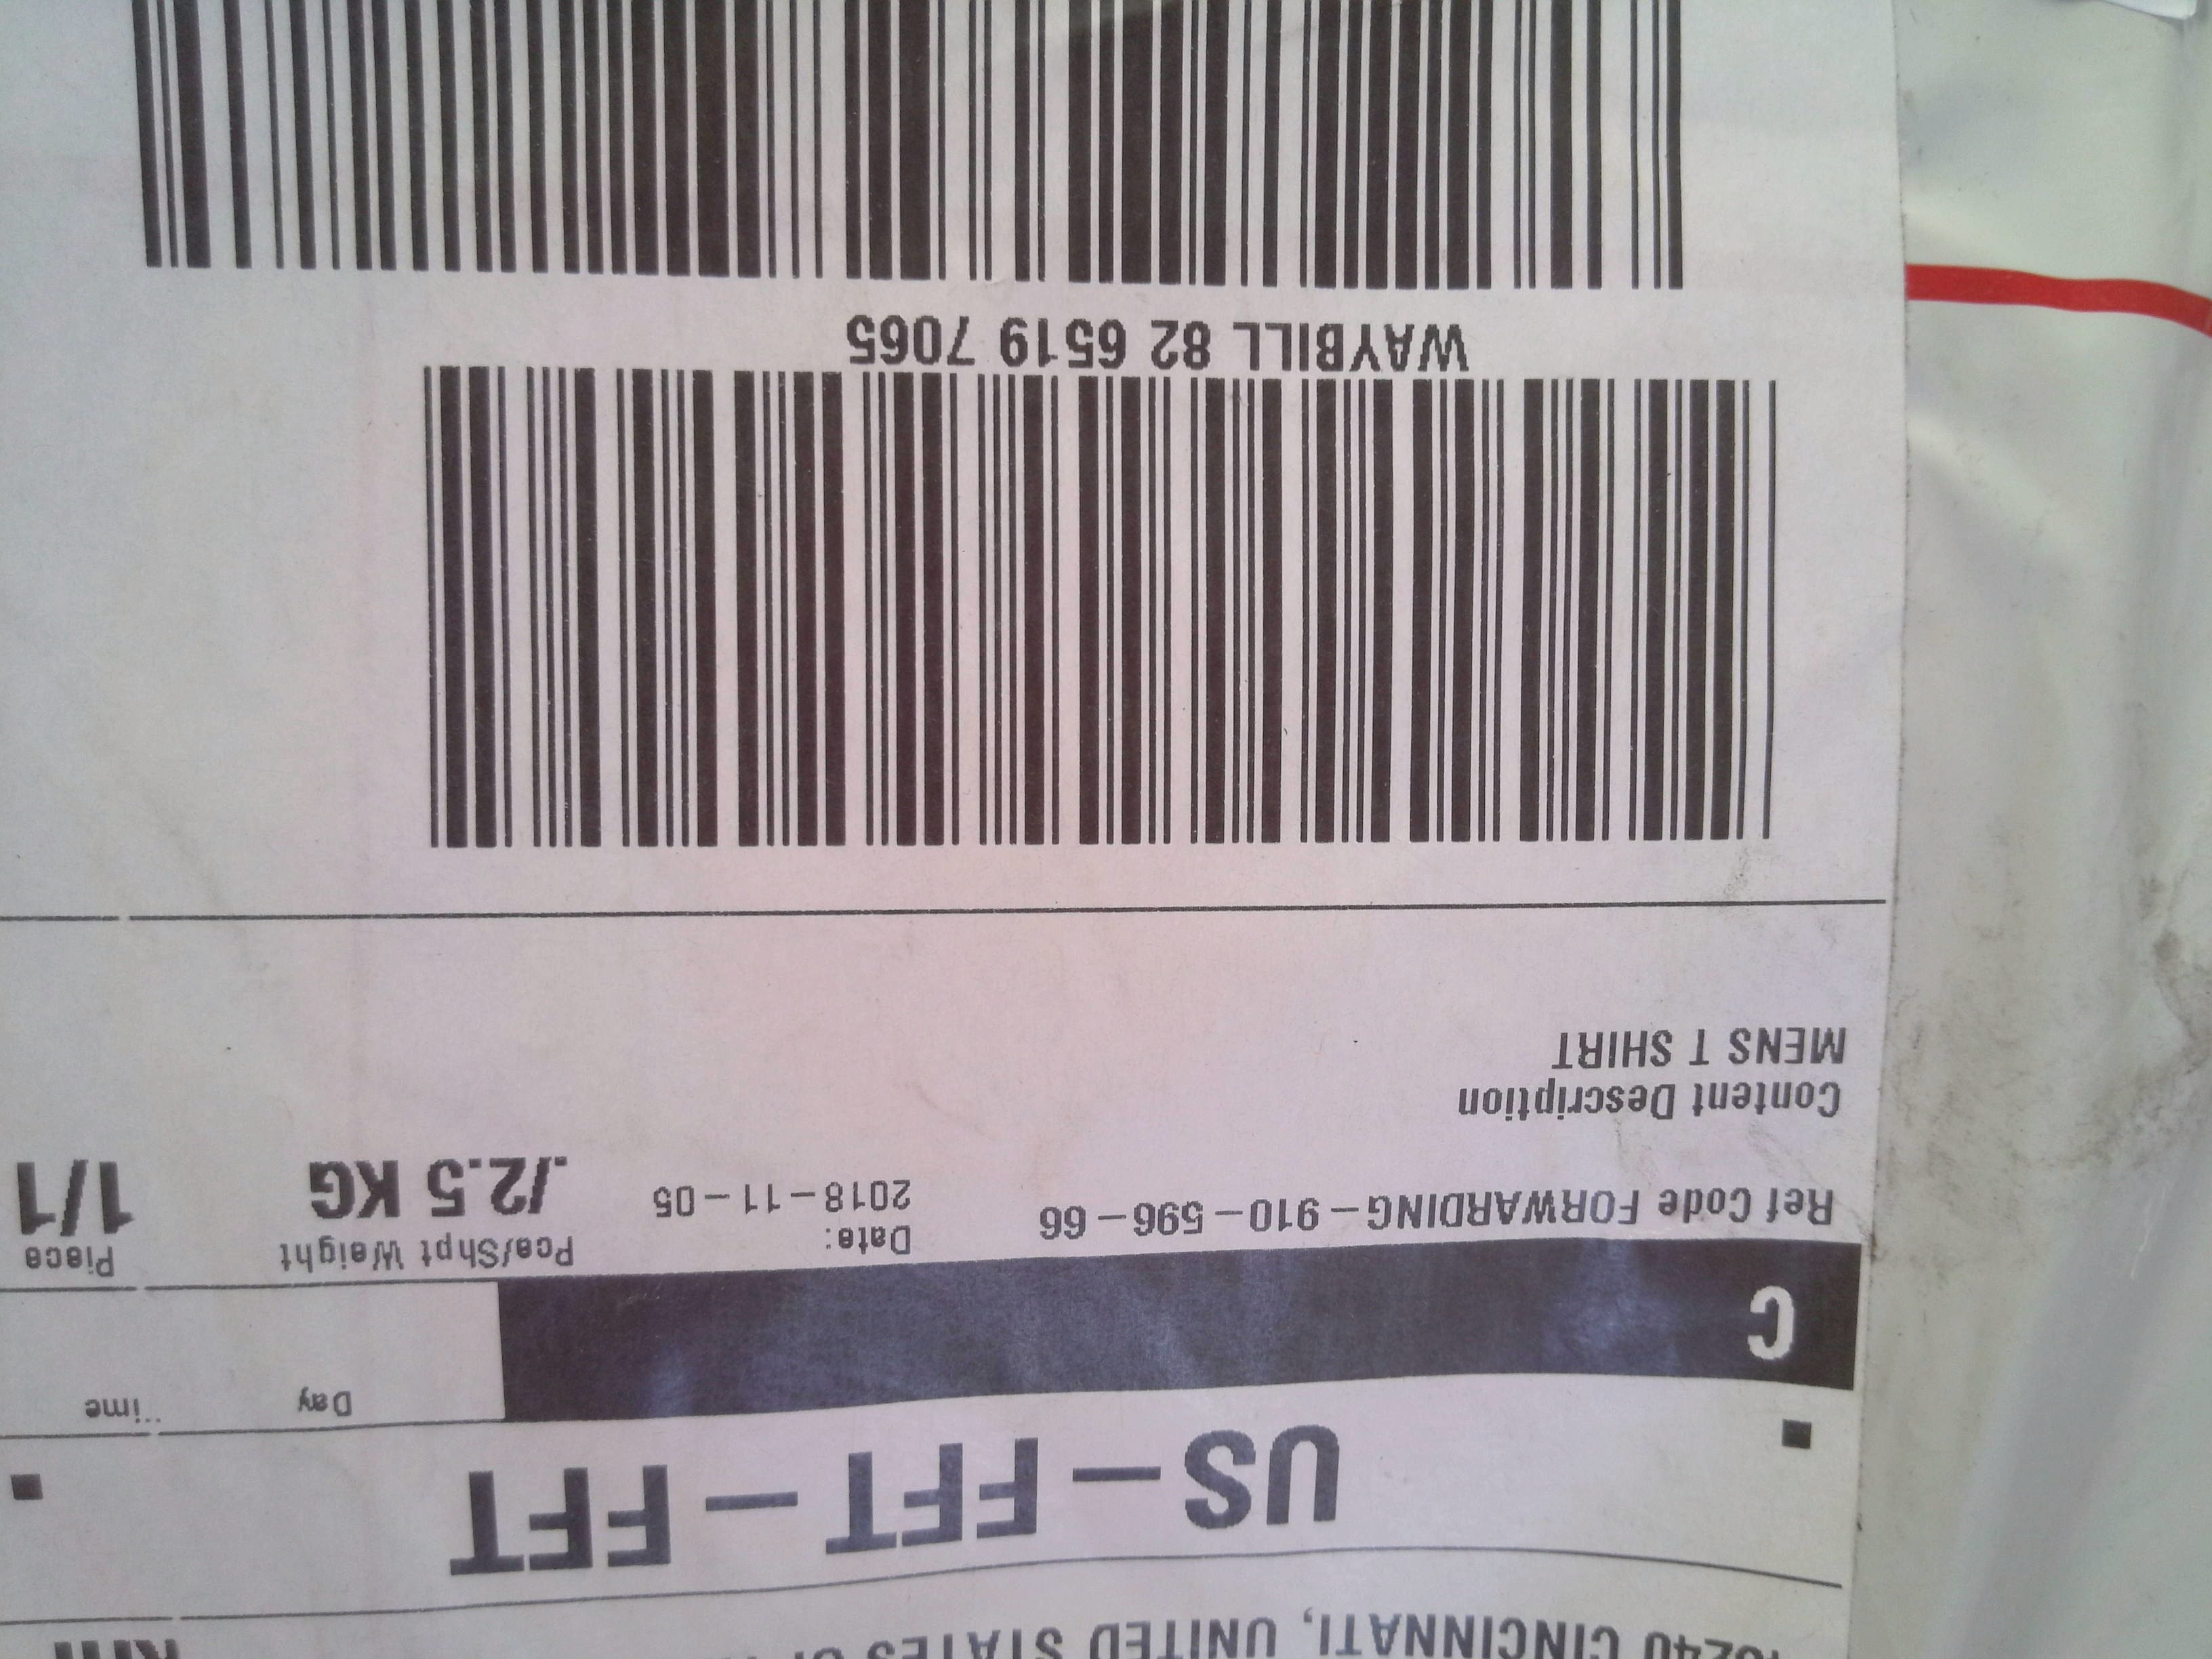 CINCINNATI, UNITED STATES
US-FFT-FFT
C
Day
Ref Code FORWARDING-910-596-66
Date:
2018-11-05
Pce/Shpt Weight
./2.5 KG
Piece
1/1
Content Description
MENS T SHIRT
WAYBILL 82 6519 7065